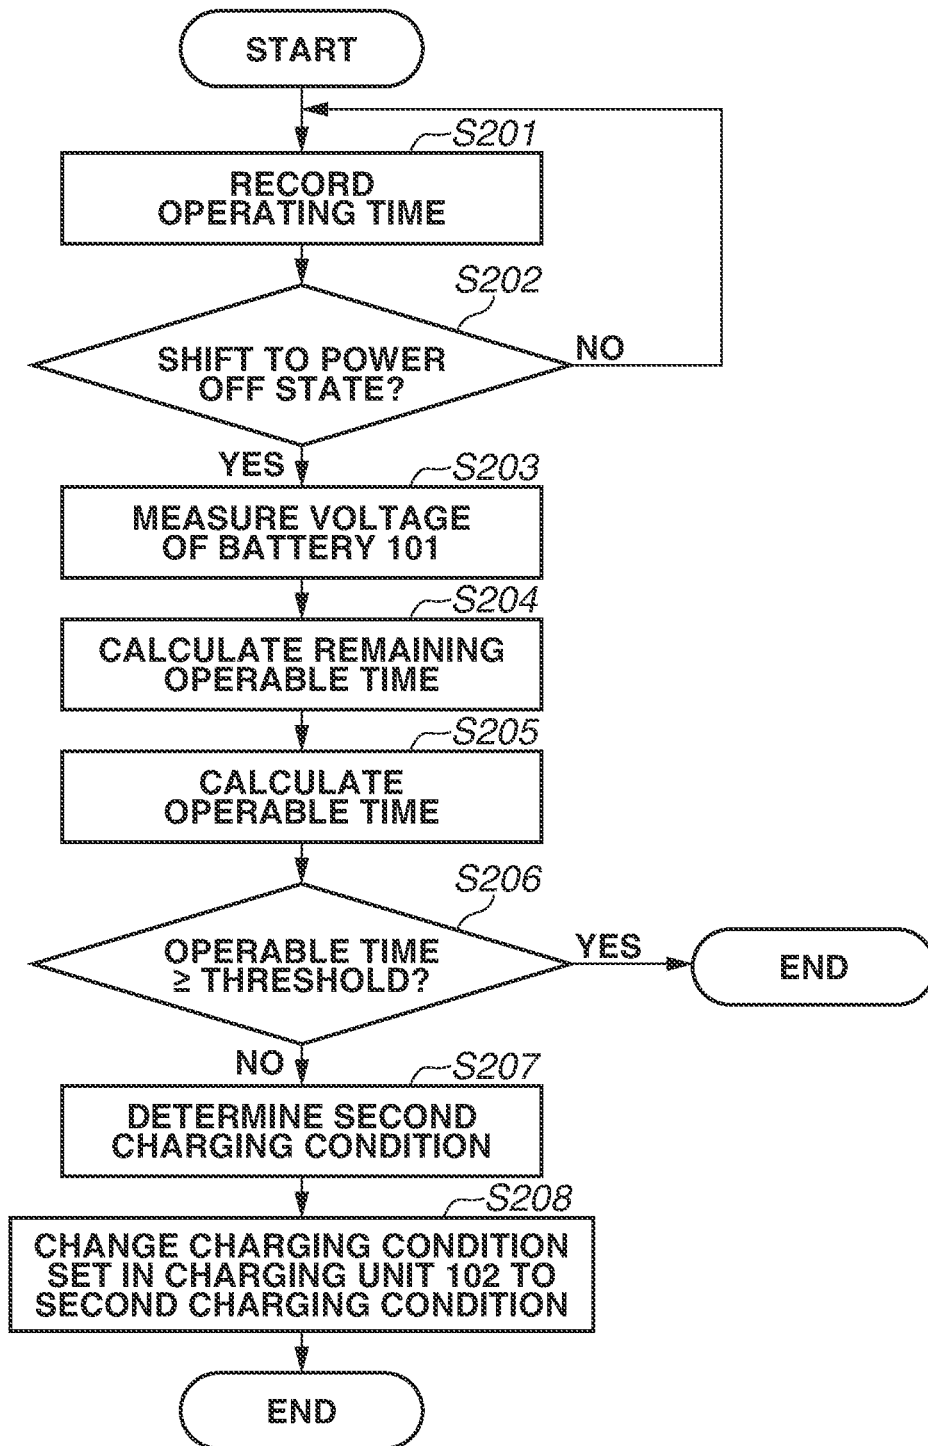 START
S201
RECORD
OPERATING TIME
S202
SHIFT TO POWER
OFF STATE?
NO
YES
S203
MEASURE VOLTAGE
OF BATTERY 101
S204
CALCULATE REMAINING
OPERABLE TIME
S205
CALCULATE
OPERABLE TIME
S206
OPERABLE TIME
≥ THRESHOLD?
YES
END
NO
S207
DETERMINE SECOND
CHARGING CONDITION
S208
CHANGE CHARGING CONDITION
SET IN CHARGING UNIT 102 TO
SECOND CHARGING CONDITION
END